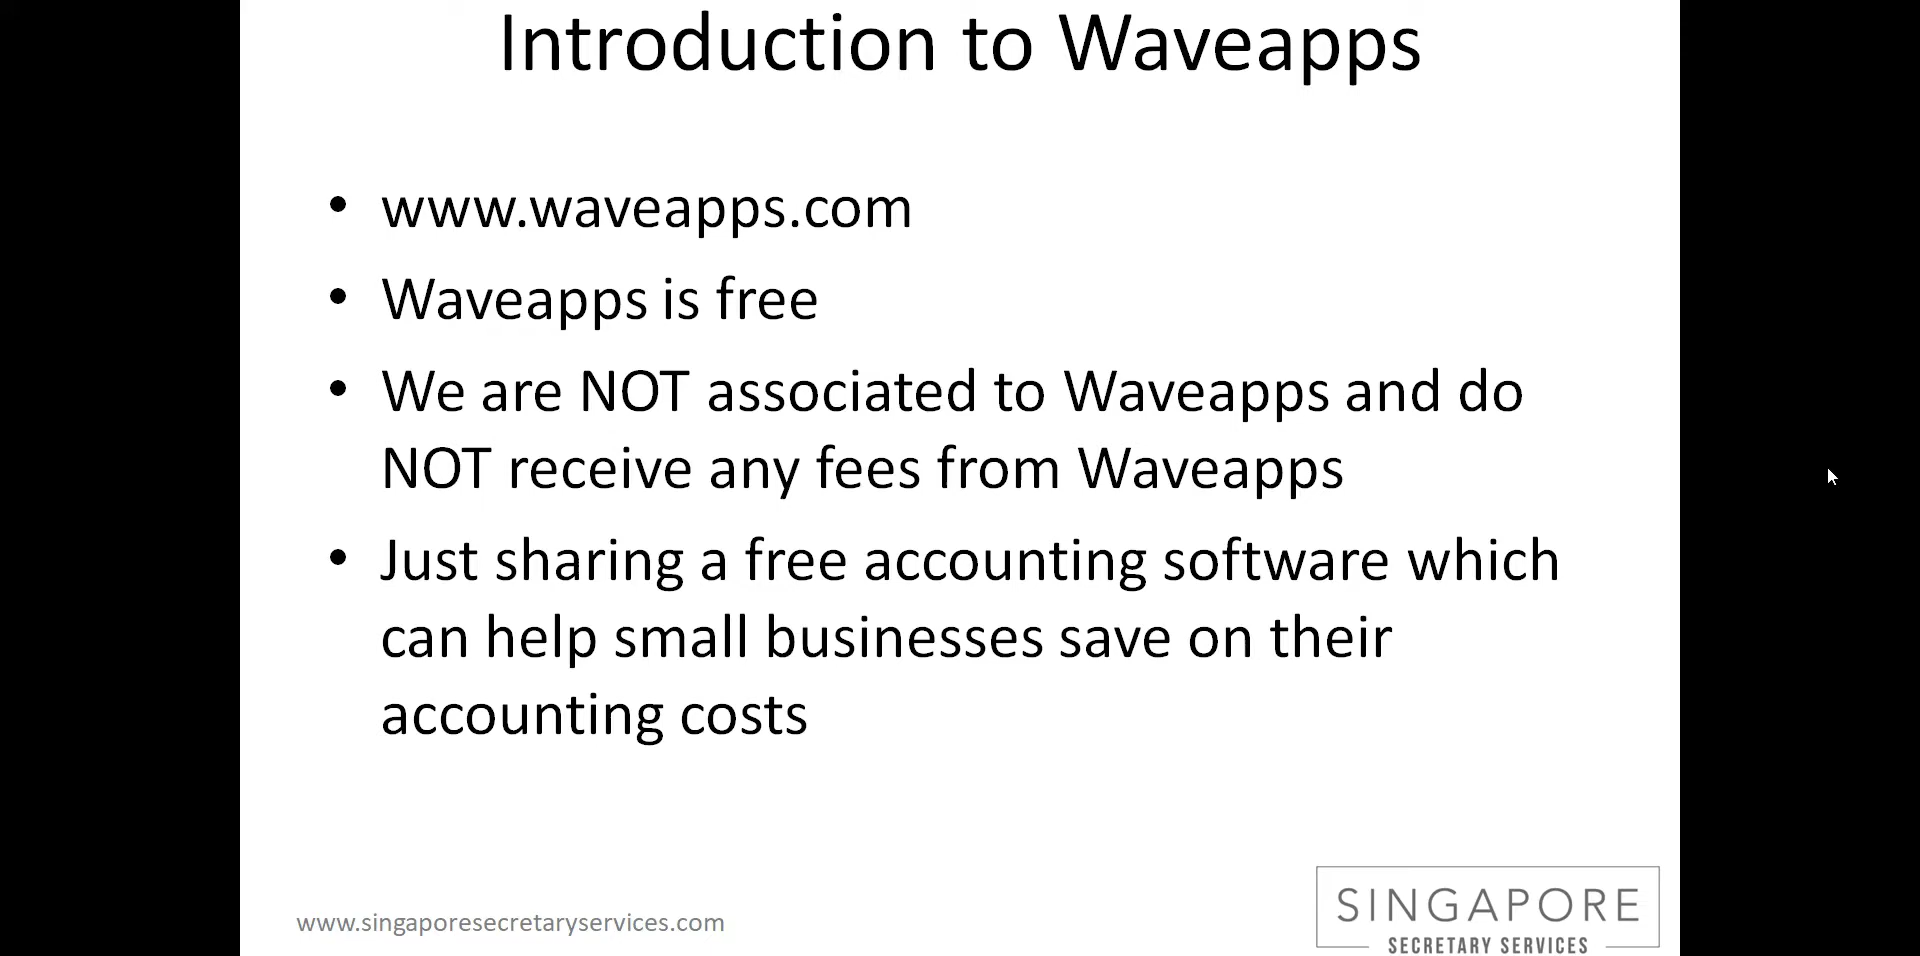 Introduction to Waveapps
• www.waveapps.com
• Waveapps is free
• We are NOT associated to Waveapps and do
NOT receive any fees from Waveapps
• Just sharing a free accounting software which
can help small businesses save on their
accounting costs
www.singaporesecretaryservices.com
SINGAPORE
SECRETARY SERVICES